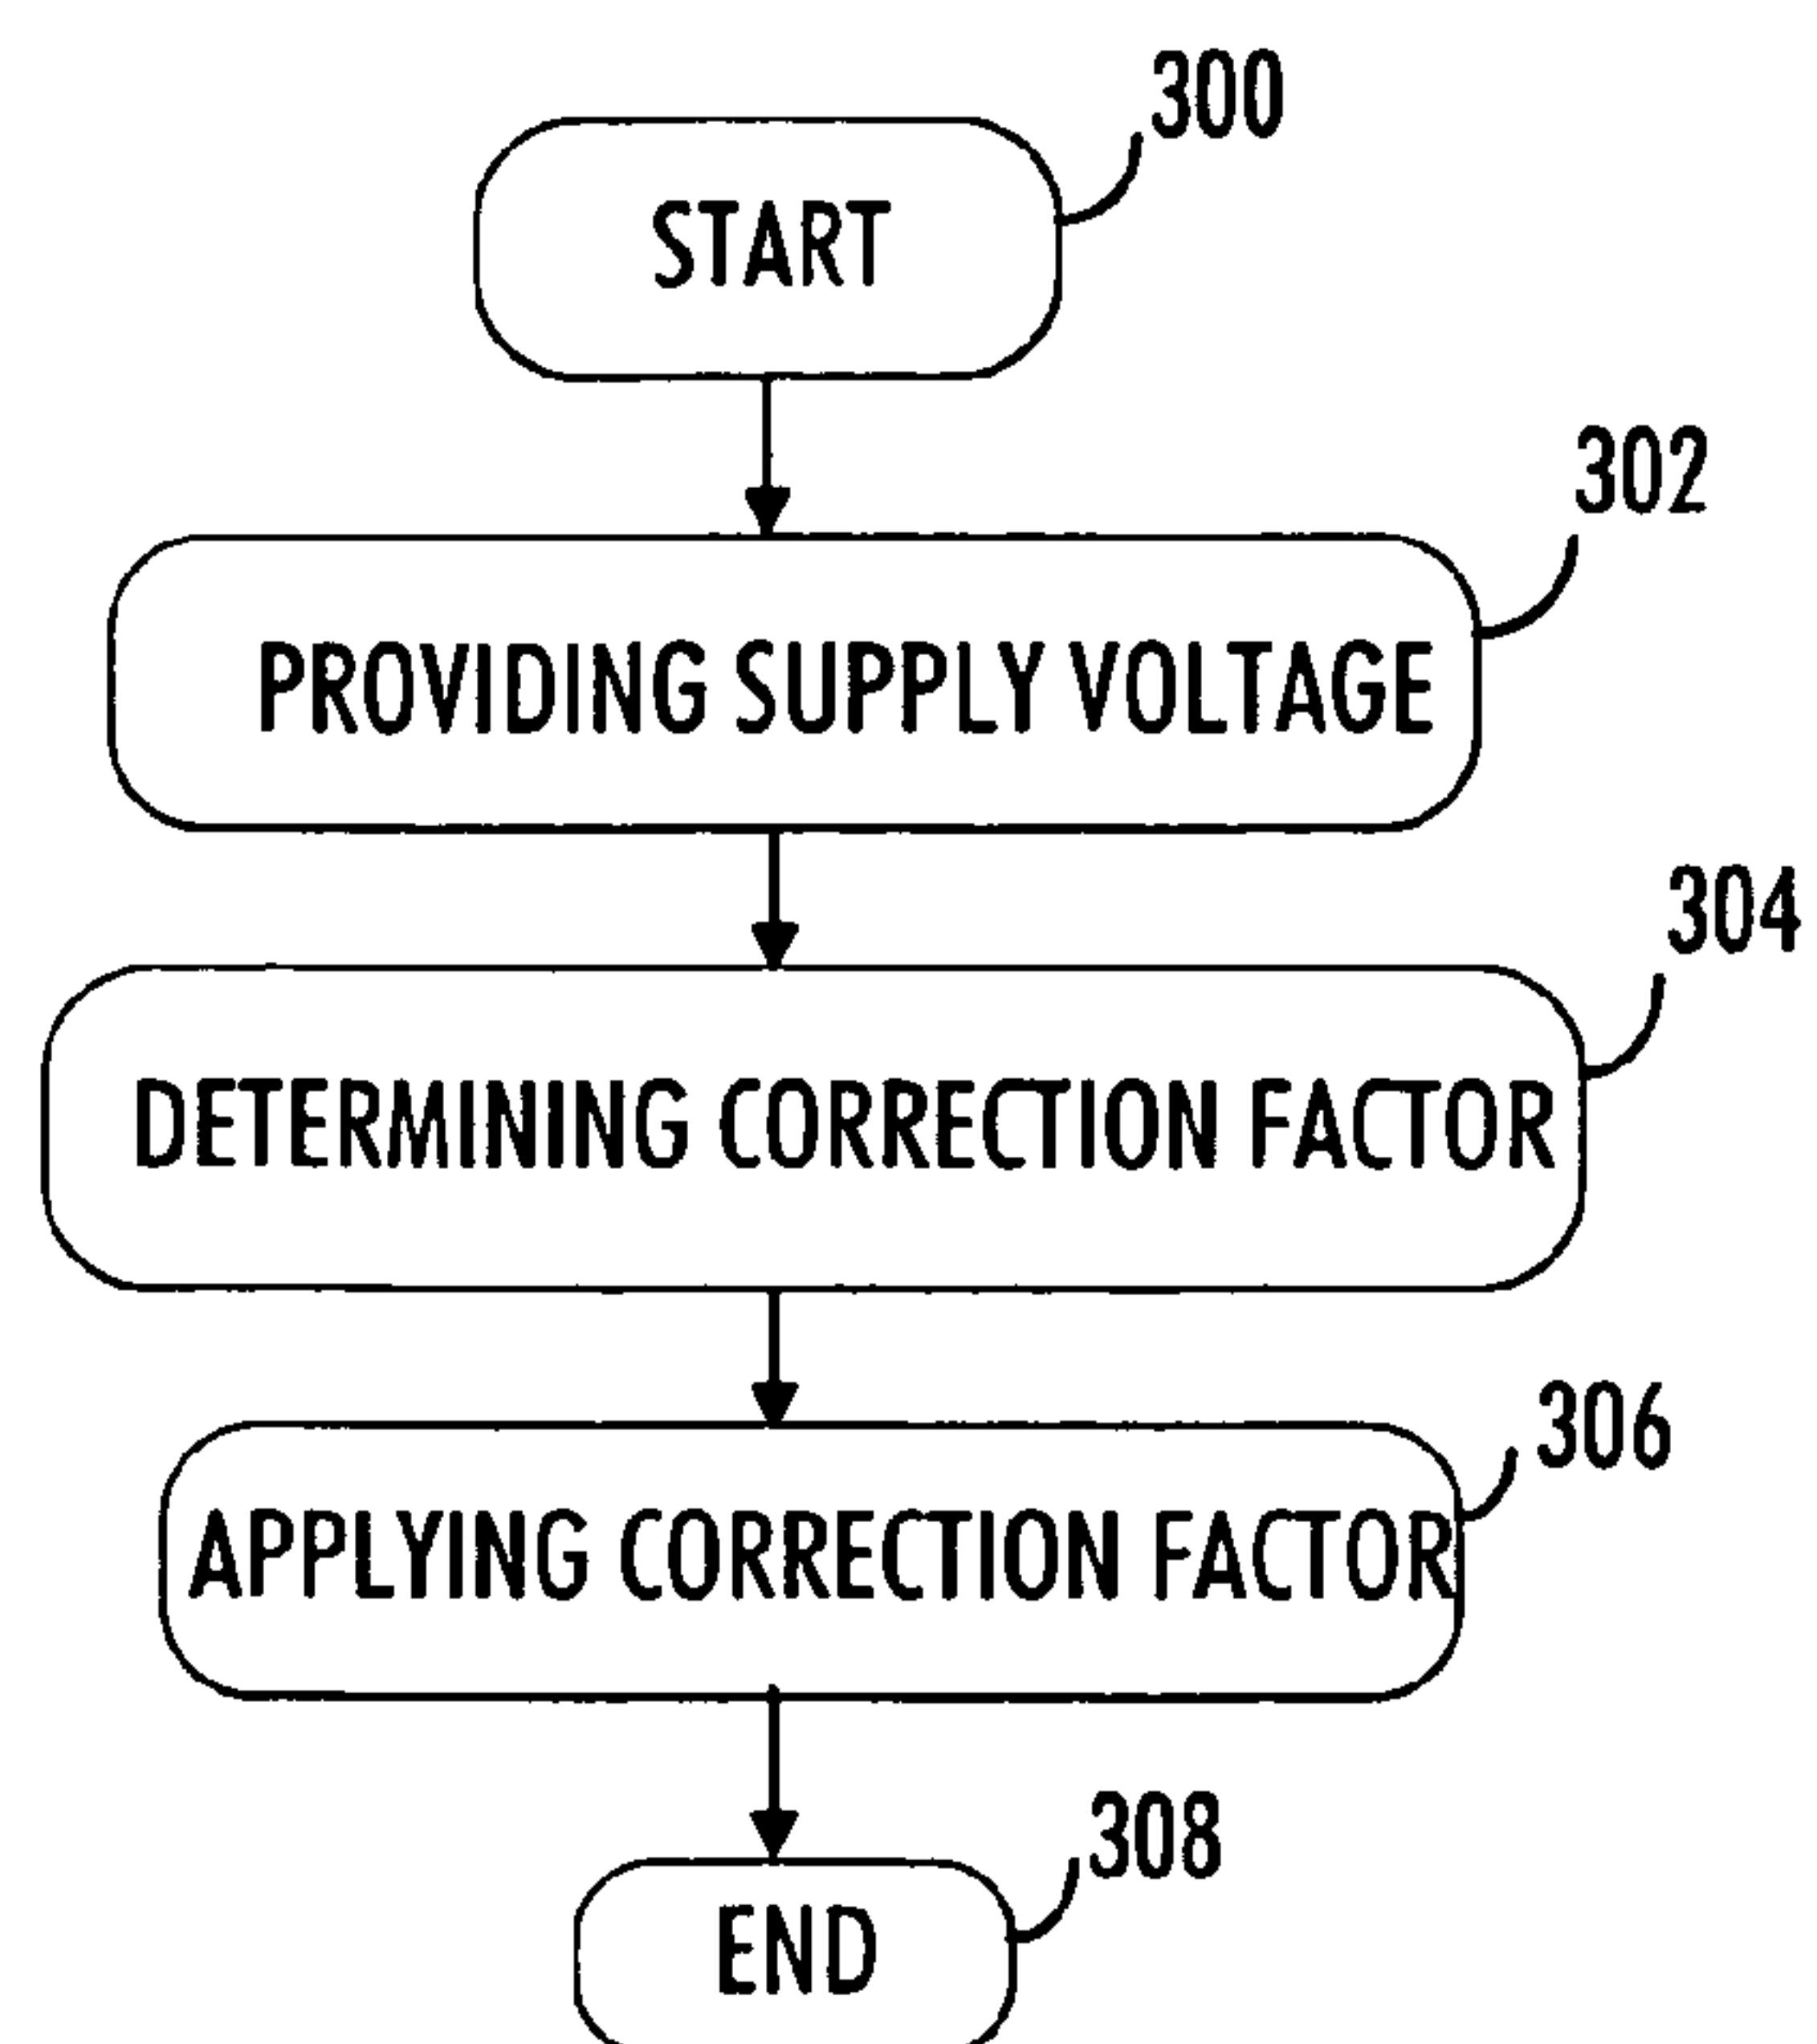 300
START
302
PROVIDING SUPPLY VOLTAGE
304
DETERMINING CORRECTION FACTOR
306
APPLYING CORRECTION FACTOR
308
END